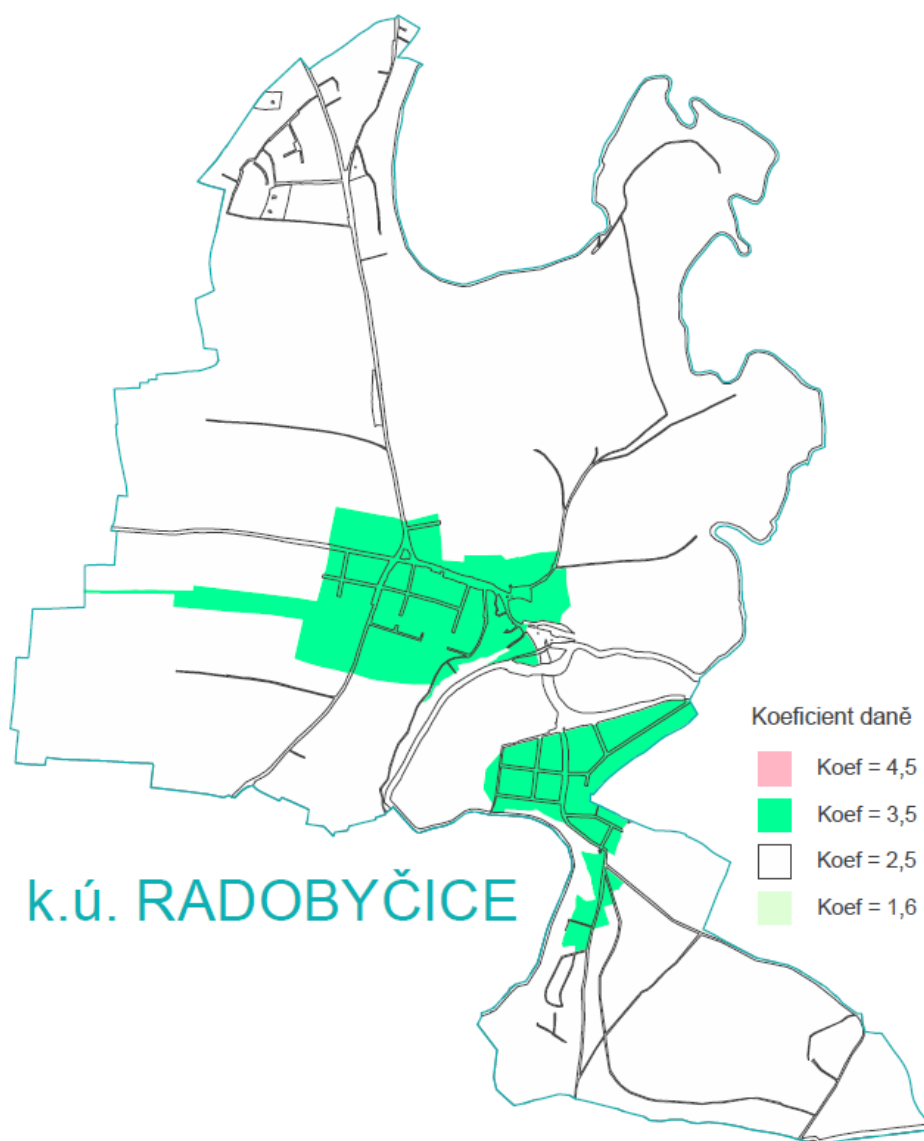 Koeficient daně
Koef = 4,5
Koef = 3,5
Koef = 2,5
Koef = 1,6
k.ú. RADOBYČICE